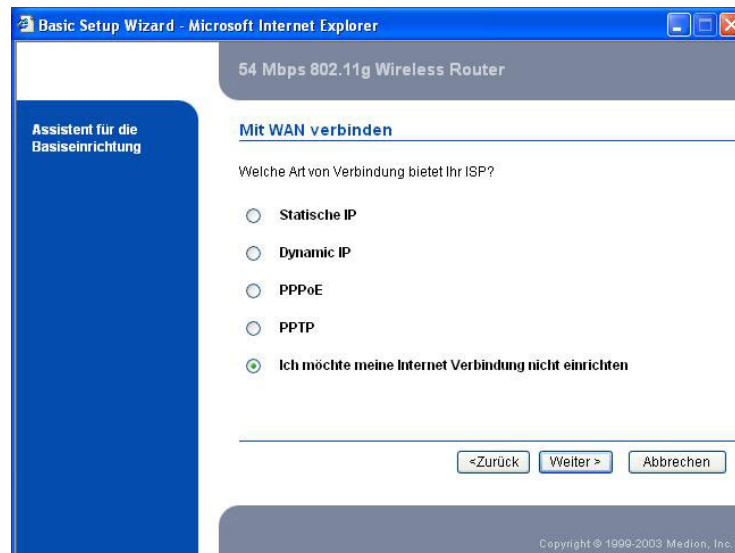 Basic Setup Wizard - Microsoft Internet Explorer
54 Mbps 802.11g Wireless Router
Assistent für die
Basiseinrichtung
Mit WAN verbinden
Welche Art von Verbindung bietet Ihr ISP?
Statische IP
Dynamic IP
PPPoE
PPTP
Ich möchte meine Internet Verbindung nicht einrichten
<Zurück
Weiter >
Abbrechen
Copyright © 1999-2003 Medion, Inc.